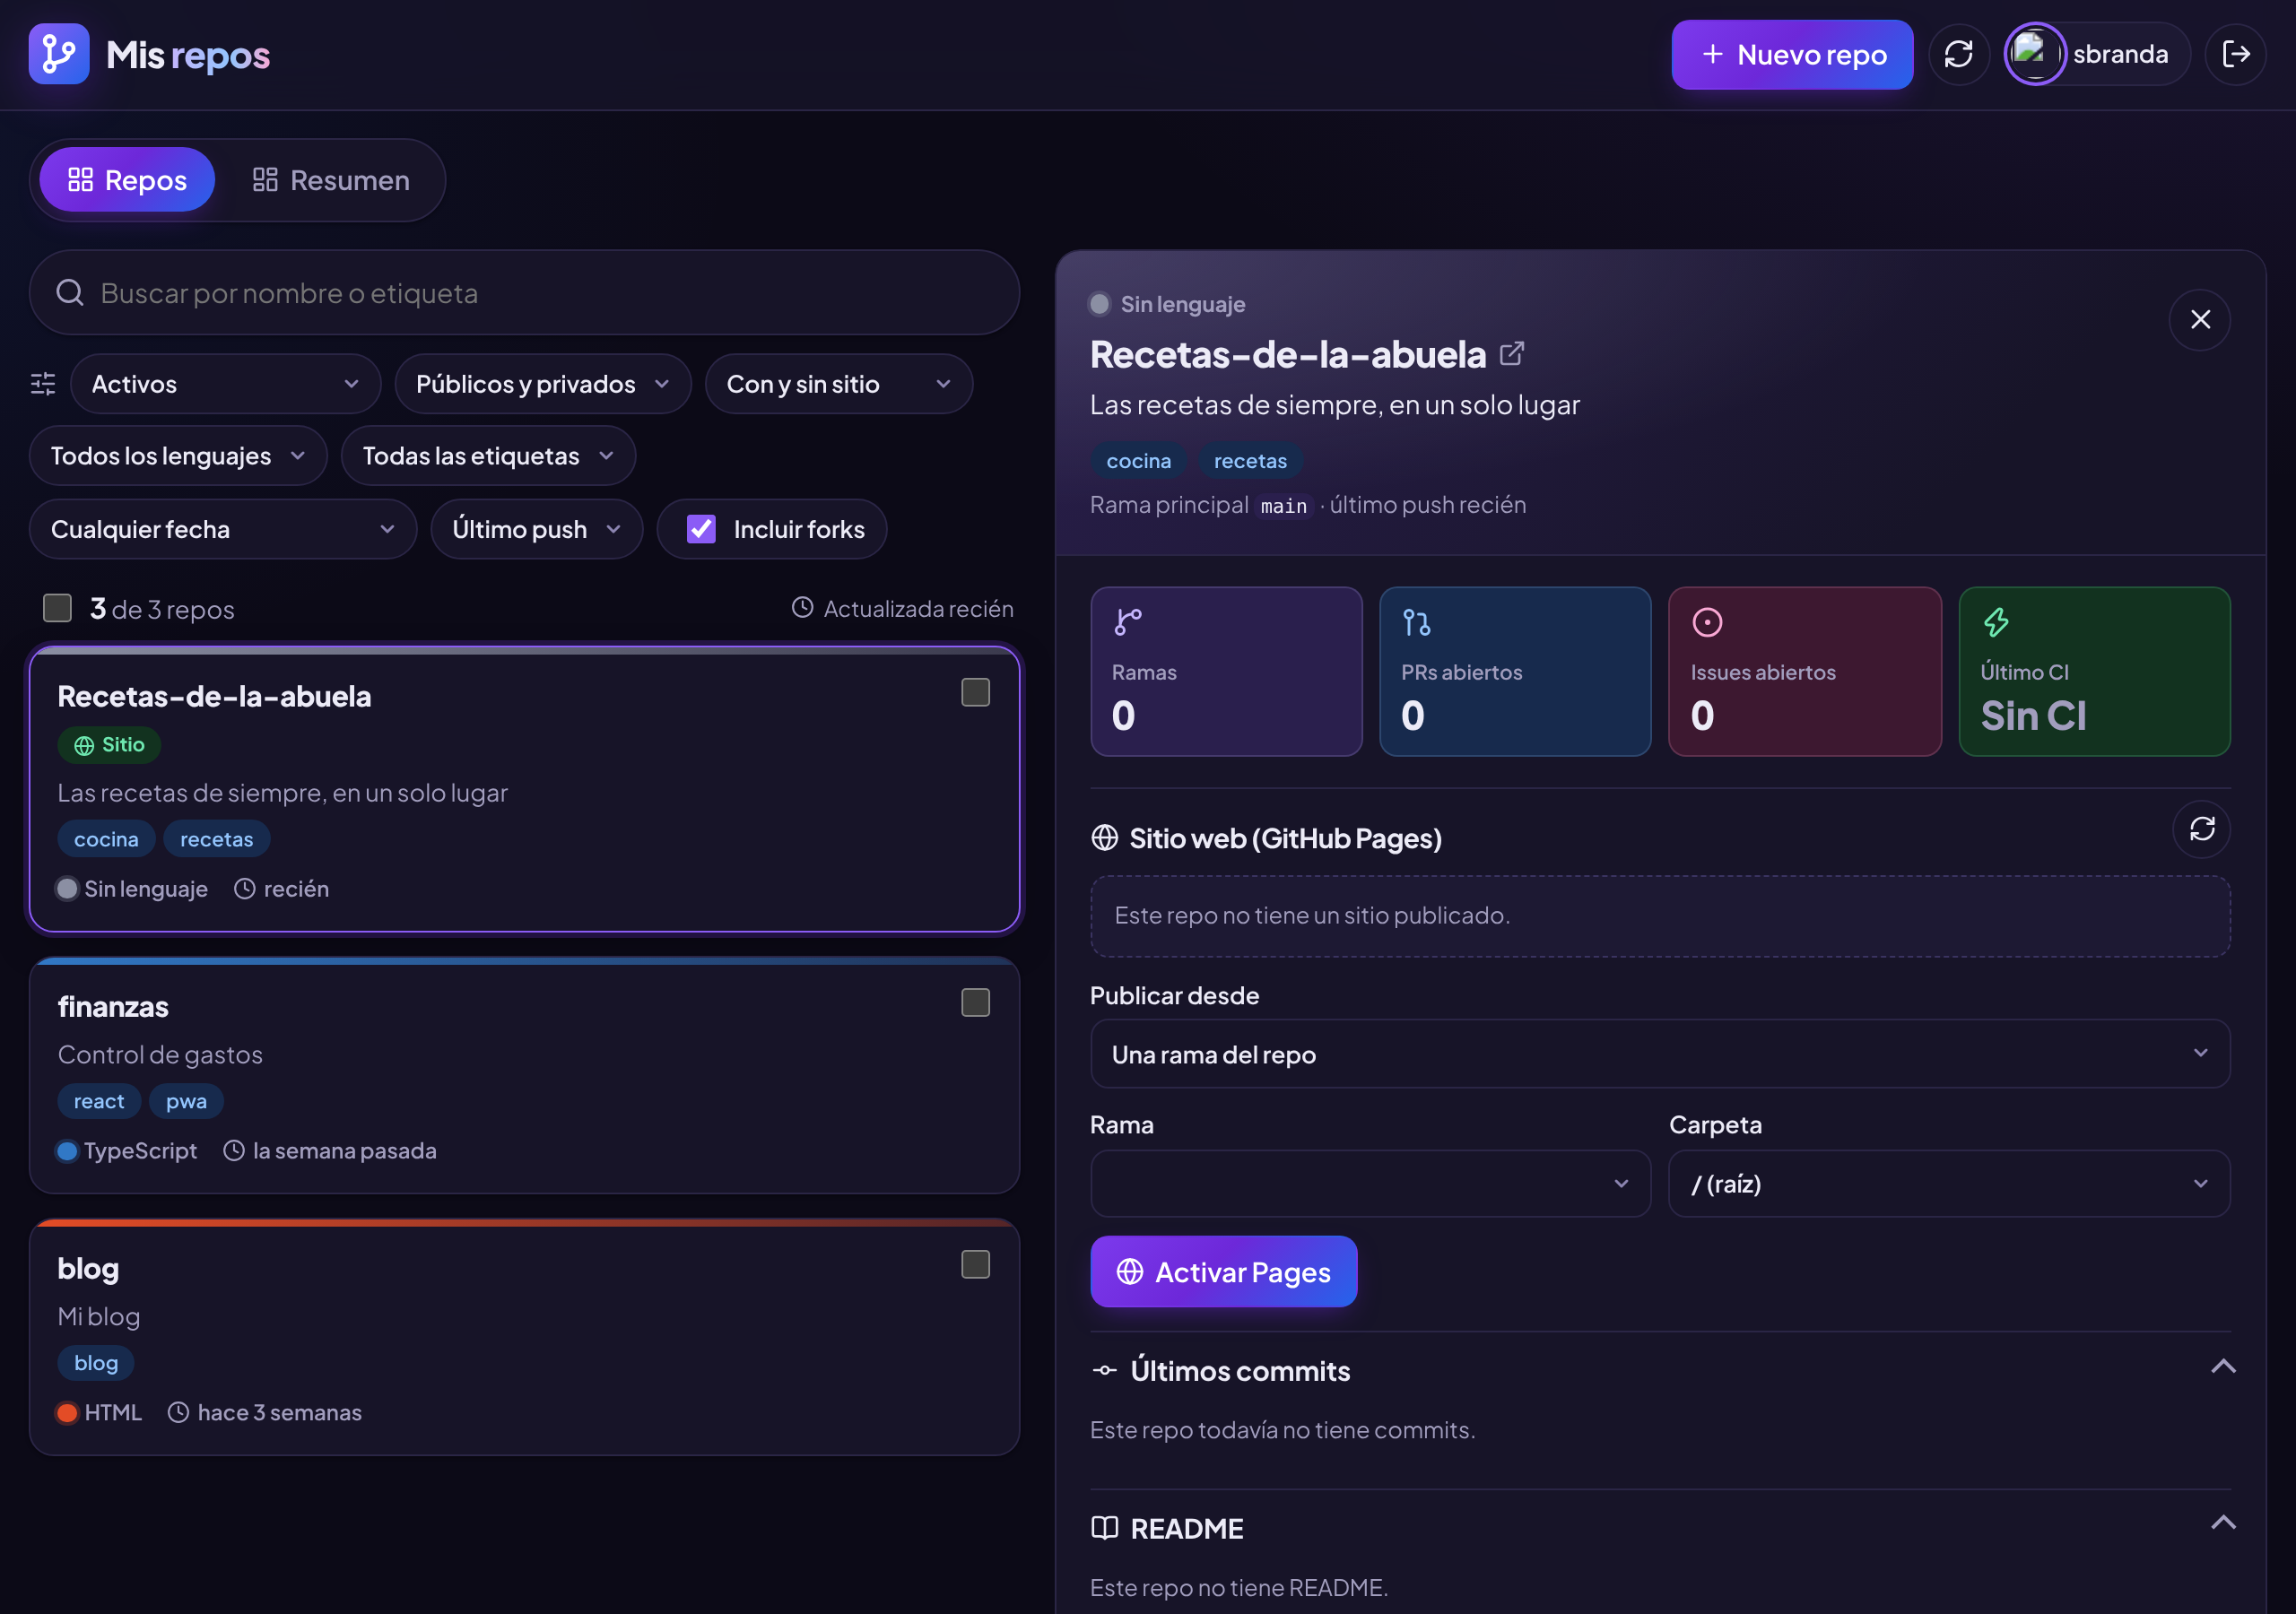 Mis repos
Nuevo repo
sbranda
Repos
Resumen
Buscar por nombre o etiqueta
Activos
Públicos y privados
Con y sin sitio
Todos los lenguajes
Todas las etiquetas
Cualquier fecha
Último push
Incluir forks
3 de 3 repos
Actualizada recién
Recetas-de-la-abuela
Sitio
Las recetas de siempre, en un solo lugar
cocina recetas
Sin lenguaje recién
finanzas
Control de gastos
react pwa
TypeScript la semana pasada
blog
Mi blog
blog
HTML hace 3 semanas
Sin lenguaje
Recetas-de-la-abuela
Las recetas de siempre, en un solo lugar
cocina recetas
Rama principal main · último push recién
Ramas
0
PRs abiertos
0
Issues abiertos
0
Último CI
Sin CI
Sitio web (GitHub Pages)
Este repo no tiene un sitio publicado.
Publicar desde
Una rama del repo
Rama
Carpeta
/ (raíz)
Activar Pages
Últimos commits
Este repo todavía no tiene commits.
README
Este repo no tiene README.